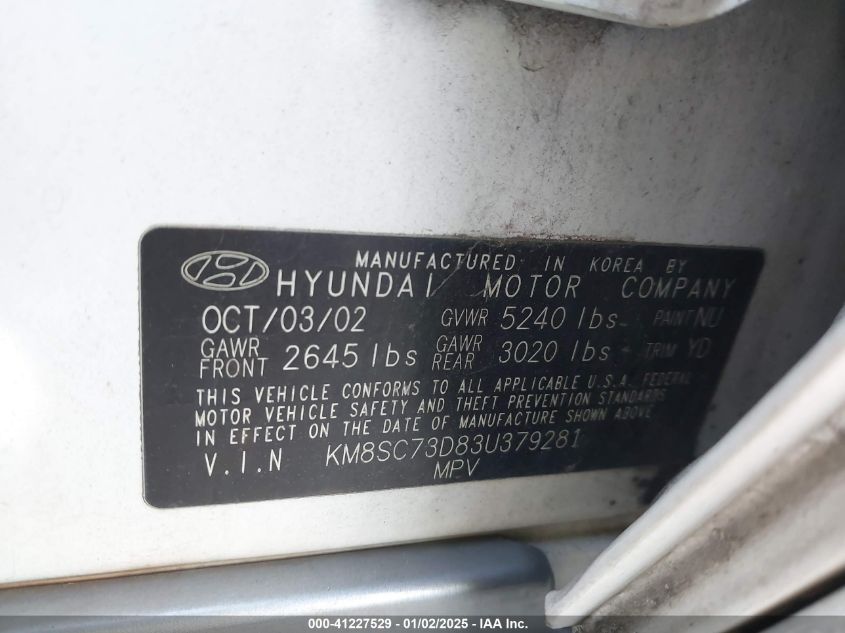 MANUFACTURED IN KOREA BY
HYUNDAI MOTOR COMPANY
OCT/03/02 GVWR 5240 lbs PAINT NU
GAWR FRONT 2645 lbs GAWR REAR 3020 lbs TRIM YD
THIS VEHICLE CONFORMS TO ALL APPLICABLE U.S.A. FEDERAL
MOTOR VEHICLE SAFETY AND THEFT PREVENTION STANDARDS
IN EFFECT ON THE DATE OF MANUFACTURE SHOWN ABOVE
V.I.N KM8SC73D83U379281
MPV
000-41227529 - 01/02/2025 - IAA Inc.